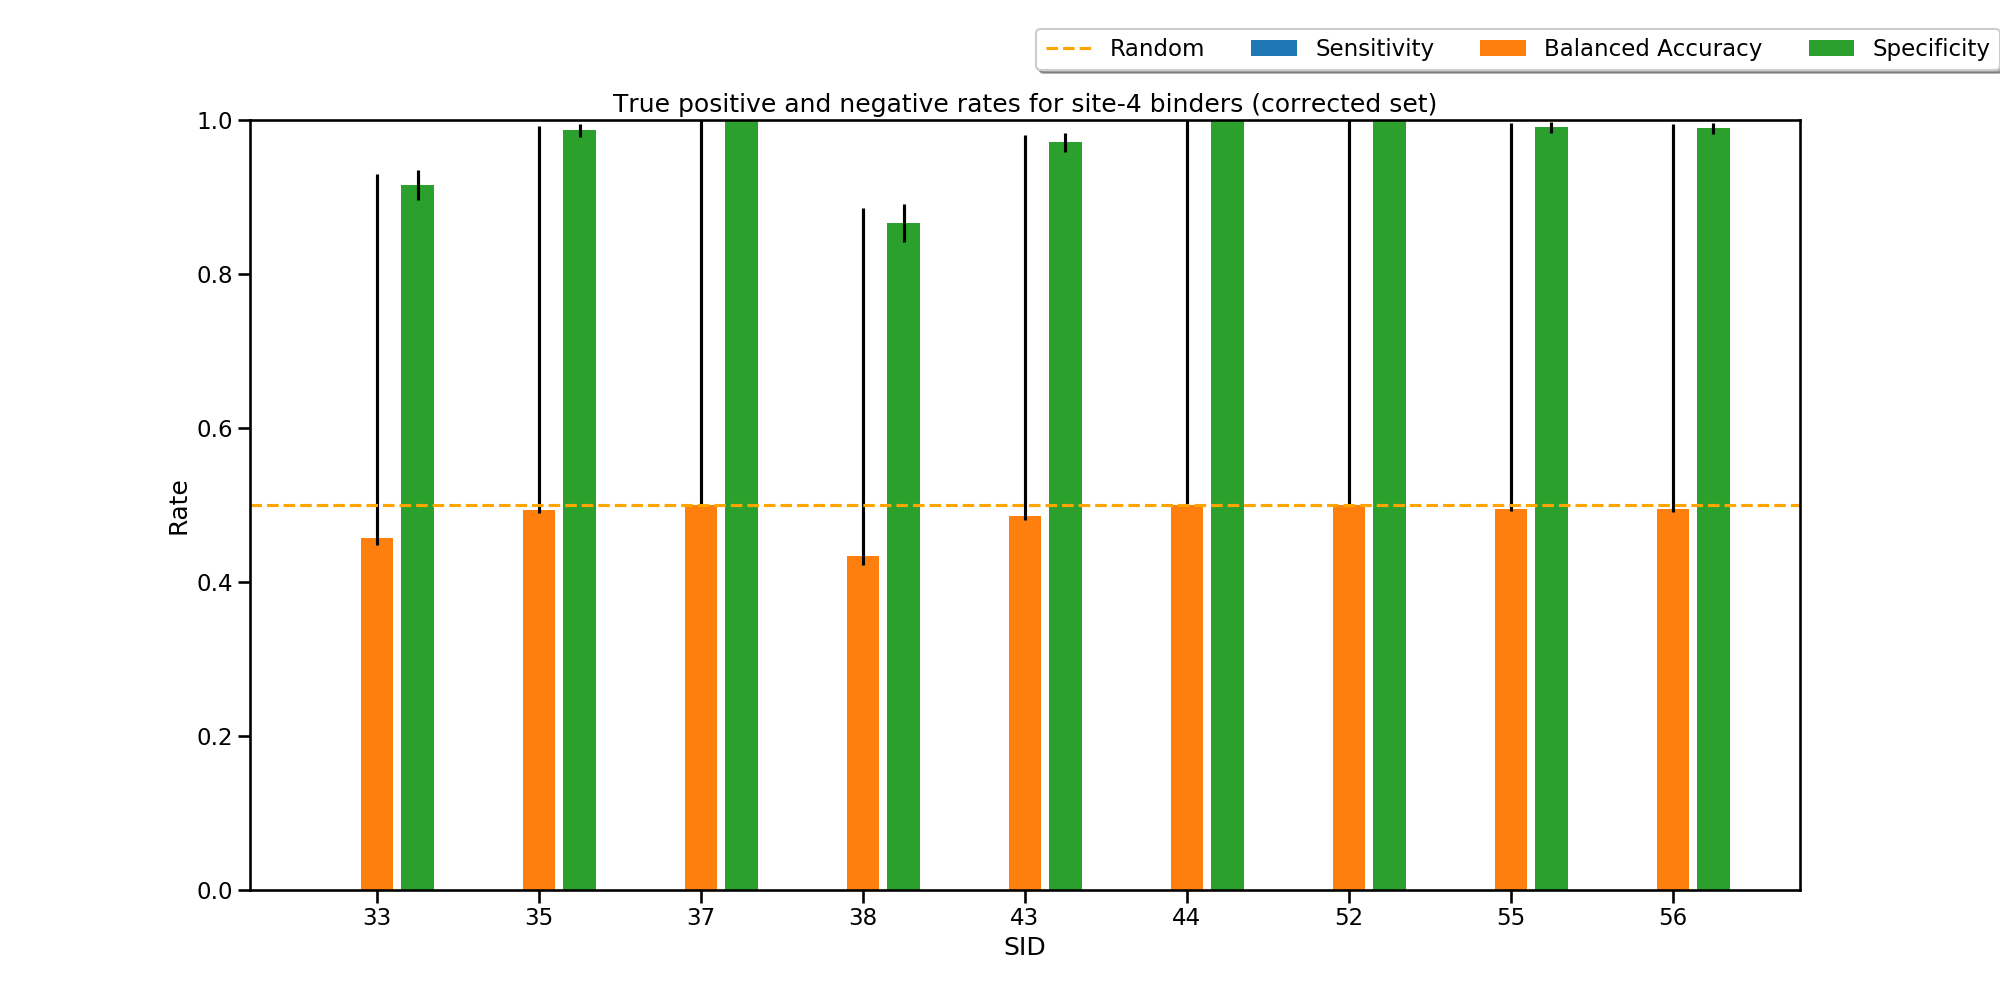 Random Sensitivity Balanced Accuracy Specificity
True positive and negative rates for site-4 binders (corrected set)
1.0
0.8
0.6
0.4
0.2
0.0
Rate
33 35 37 38 43 44 52 55 56
SID